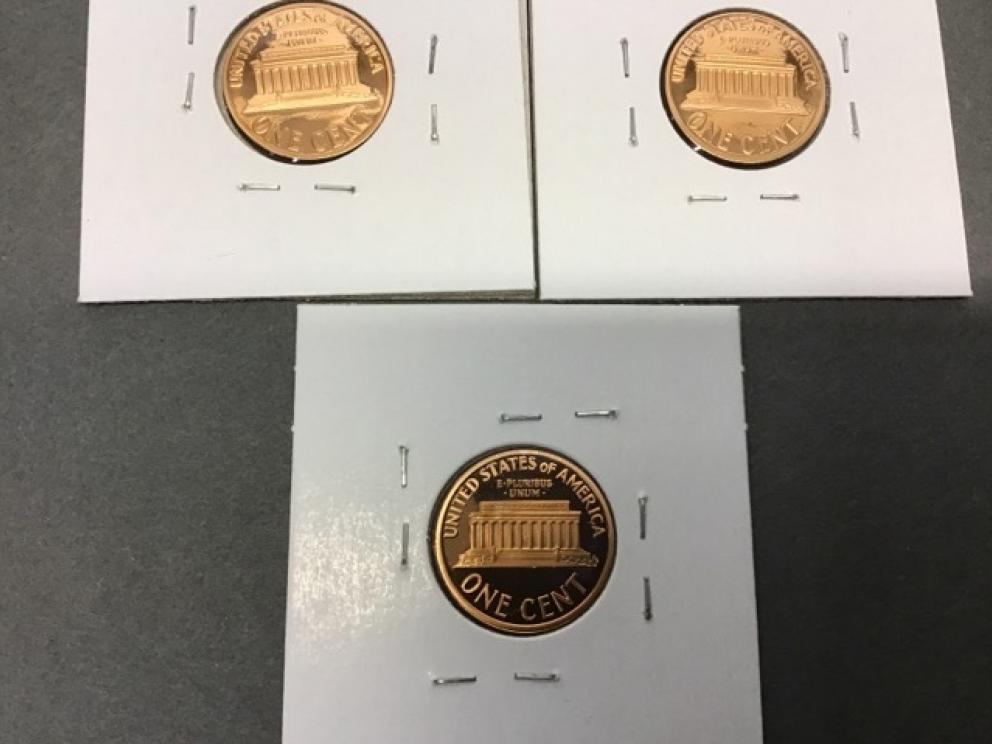 UNITED STATES OF AMERICA
E·PLURIBUS
UNUM
ONE CENT
UNITED STATES OF AMERICA
E·PLURIBUS
UNUM
ONE CENT
UNITED STATES OF AMERICA
E·PLURIBUS
·UNUM·
ONE CENT